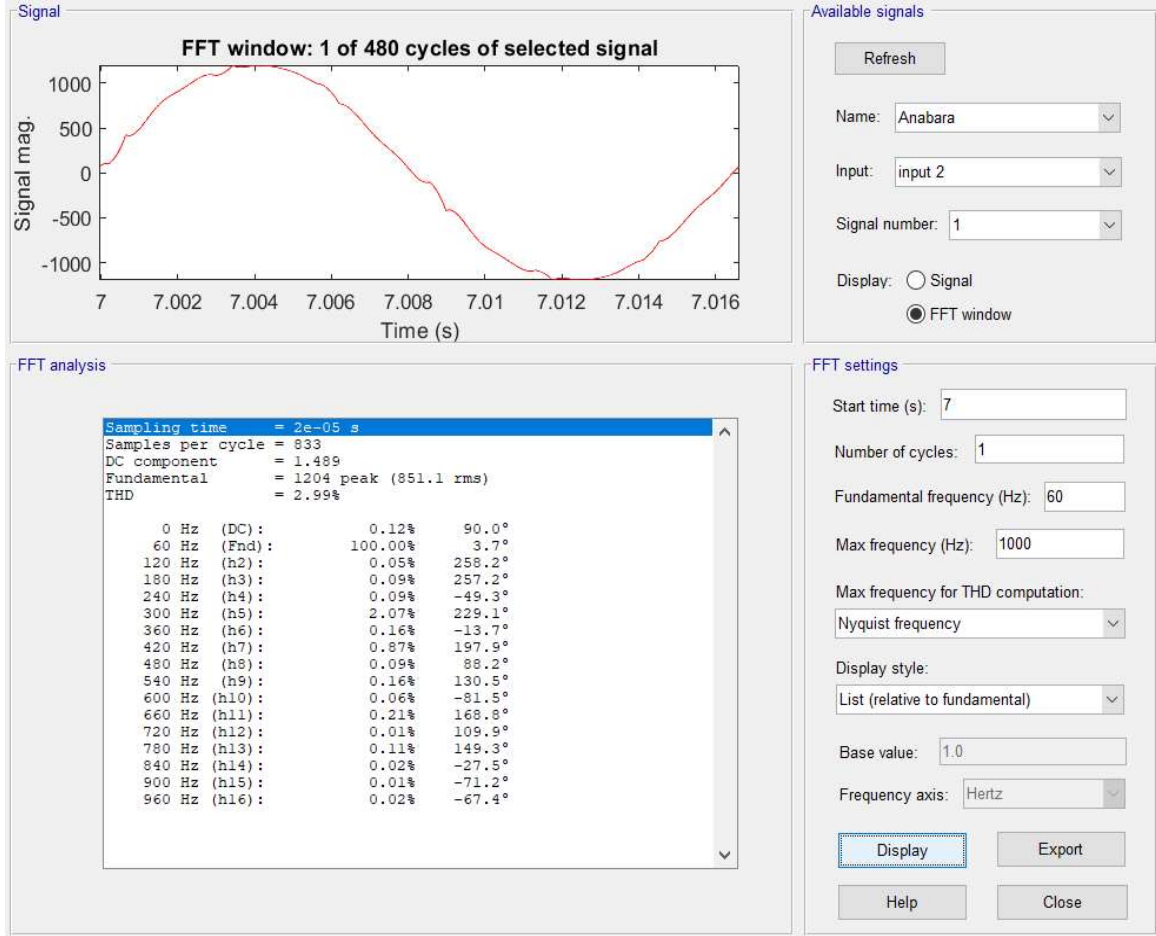 Signal
FFT window: 1 of 480 cycles of selected signal
1000
500
0
-500
-1000
Signal mag.
7 7.002 7.004 7.006 7.008 7.01 7.012 7.014 7.016
Time (s)
Available signals
Refresh
Name: Anabara
Input: input 2
Signal number: 1
Display: Signal
FFT window
FFT analysis
Sampling time = 2e-05 s
Samples per cycle = 833
DC component = 1.489
Fundamental = 1204 peak (851.1 rms)
THD = 2.99%
0 Hz (DC): 0.12% 90.0°
60 Hz (Fnd): 100.00% 3.7°
120 Hz (h2): 0.05% 258.2°
180 Hz (h3): 0.09% 257.2°
240 Hz (h4): 0.09% -49.3°
300 Hz (h5): 2.07% 229.1°
360 Hz (h6): 0.16% -13.7°
420 Hz (h7): 0.87% 197.9°
480 Hz (h8): 0.09% 88.2°
540 Hz (h9): 0.16% 130.5°
600 Hz (h10): 0.06% -81.5°
660 Hz (h11): 0.21% 168.8°
720 Hz (h12): 0.01% 109.9°
780 Hz (h13): 0.11% 149.3°
840 Hz (h14): 0.02% -27.5°
900 Hz (h15): 0.01% -71.2°
960 Hz (h16): 0.02% -67.4°
FFT settings
Start time (s): 7
Number of cycles: 1
Fundamental frequency (Hz): 60
Max frequency (Hz): 1000
Max frequency for THD computation:
Nyquist frequency
Display style:
List (relative to fundamental)
Base value: 1.0
Frequency axis: Hertz
Display Export
Help Close